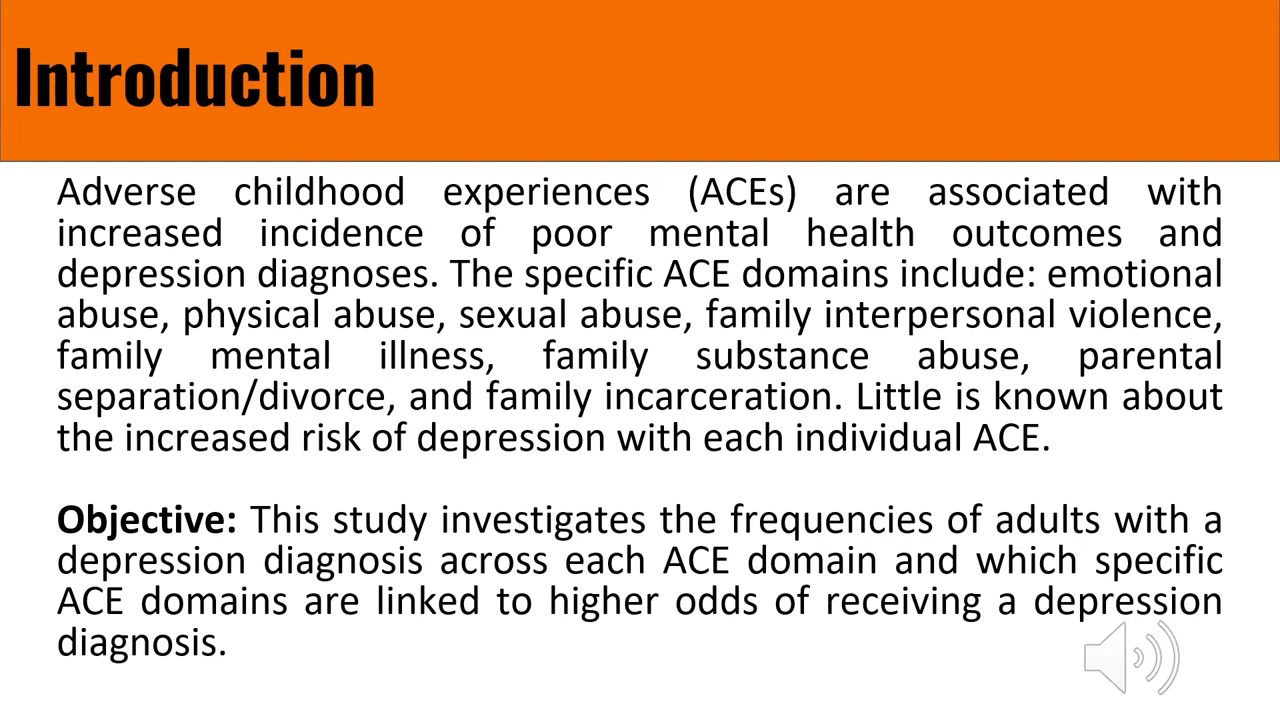 Introduction
Adverse childhood experiences (ACEs) are associated with
increased incidence of poor mental health outcomes and
depression diagnoses. The specific ACE domains include: emotional
abuse, physical abuse, sexual abuse, family interpersonal violence,
family mental illness, family substance abuse, parental
separation/divorce, and family incarceration. Little is known about
the increased risk of depression with each individual ACE.
Objective: This study investigates the frequencies of adults with a
depression diagnosis across each ACE domain and which specific
ACE domains are linked to higher odds of receiving a depression
diagnosis.